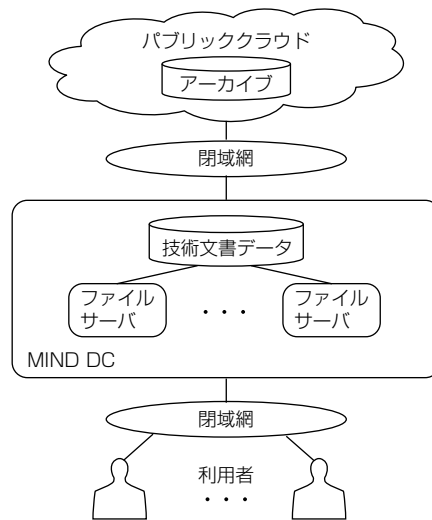 パブリッククラウド
アーカイブ
閉域網
技術文書データ
ファイル
サーバ
・・・
ファイル
サーバ
MIND DC
閉域網
利用者
・・・